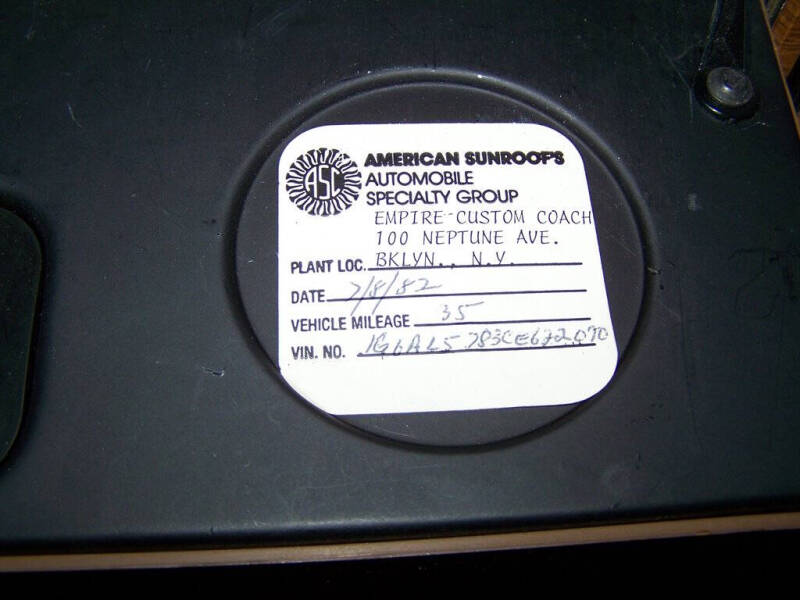 ASC
AMERICAN SUNROOFS
AUTOMOBILE
SPECIALTY GROUP
EMPIRE CUSTOM COACH
100 NEPTUNE AVE.
PLANT LOC. BKLYN., N.Y.
DATE 7/8/82
VEHICLE MILEAGE 35
VIN. NO.